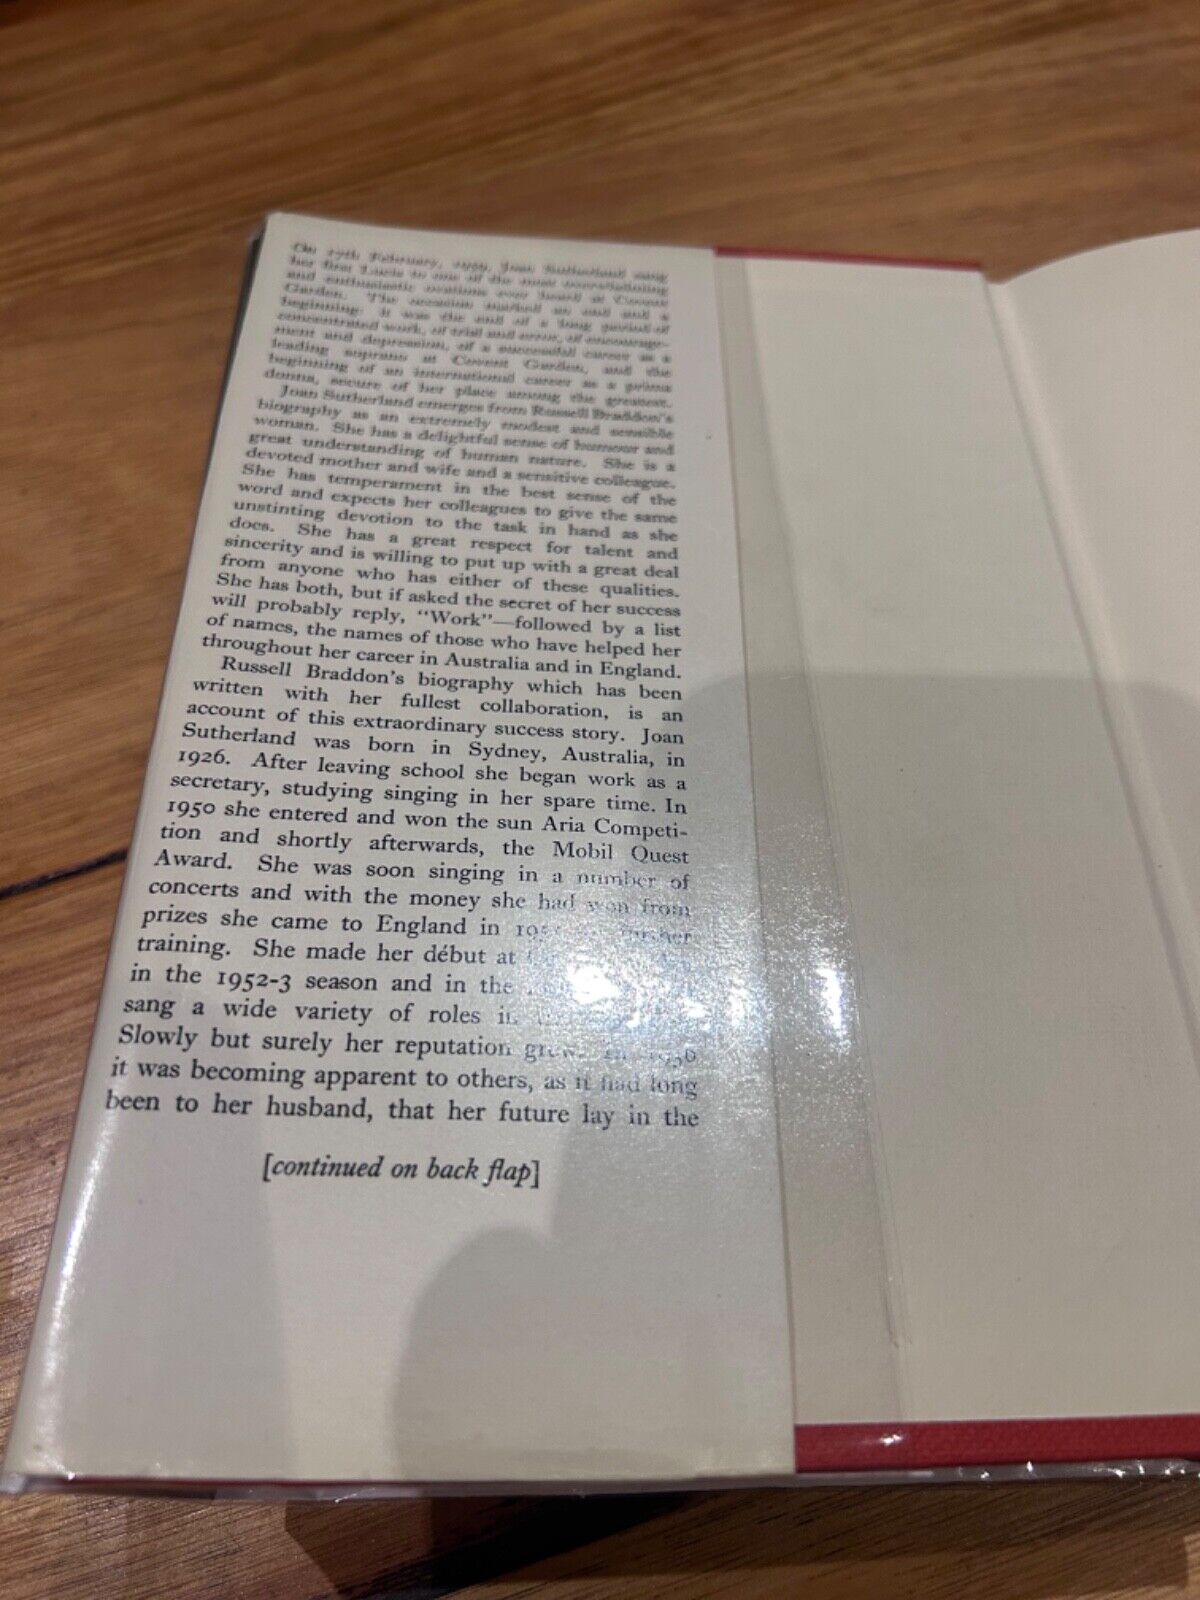 On 17th February, 1959, Joan Sutherland sang
her first Lucia to one of the most overwhelming
and enthusiastic ovations ever heard at Covent
Garden. The occasion marked an end and a
beginning: it was the end of a long period of
concentrated work, of trial and error, of encourage-
ment and depression, of a successful career as a
leading soprano at Covent Garden, and the
beginning of an international career as a prima
donna, secure of her place among the greatest.
Joan Sutherland emerges from Russell Braddon's
biography as an extremely modest and sensible
woman. She has a delightful sense of humour and
great understanding of human nature. She is a
devoted mother and wife and a sensitive colleague.
She has temperament in the best sense of the
word and expects her colleagues to give the same
unstinting devotion to the task in hand as she
does. She has a great respect for talent and
sincerity and is willing to put up with a great deal
from anyone who has either of these qualities.
She has both, but if asked the secret of her success
will probably reply, "Work"—followed by a list
of names, the names of those who have helped her
throughout her career in Australia and in England.
Russell Braddon's biography which has been
written with her fullest collaboration, is an
account of this extraordinary success story. Joan
Sutherland was born in Sydney, Australia, in
1926. After leaving school she began work as a
secretary, studying singing in her spare time. In
1950 she entered and won the sun Aria Competi-
tion and shortly afterwards, the Mobil Quest
Award. She was soon singing in a number of
concerts and with the money she had won from
prizes she came to England in further
training. She made her début at
in the 1952-3 season and in the
sang a wide variety of roles
Slowly but surely her reputation grew. In 1956
it was becoming apparent to others, as it had long
been to her husband, that her future lay in the
[continued on back flap]